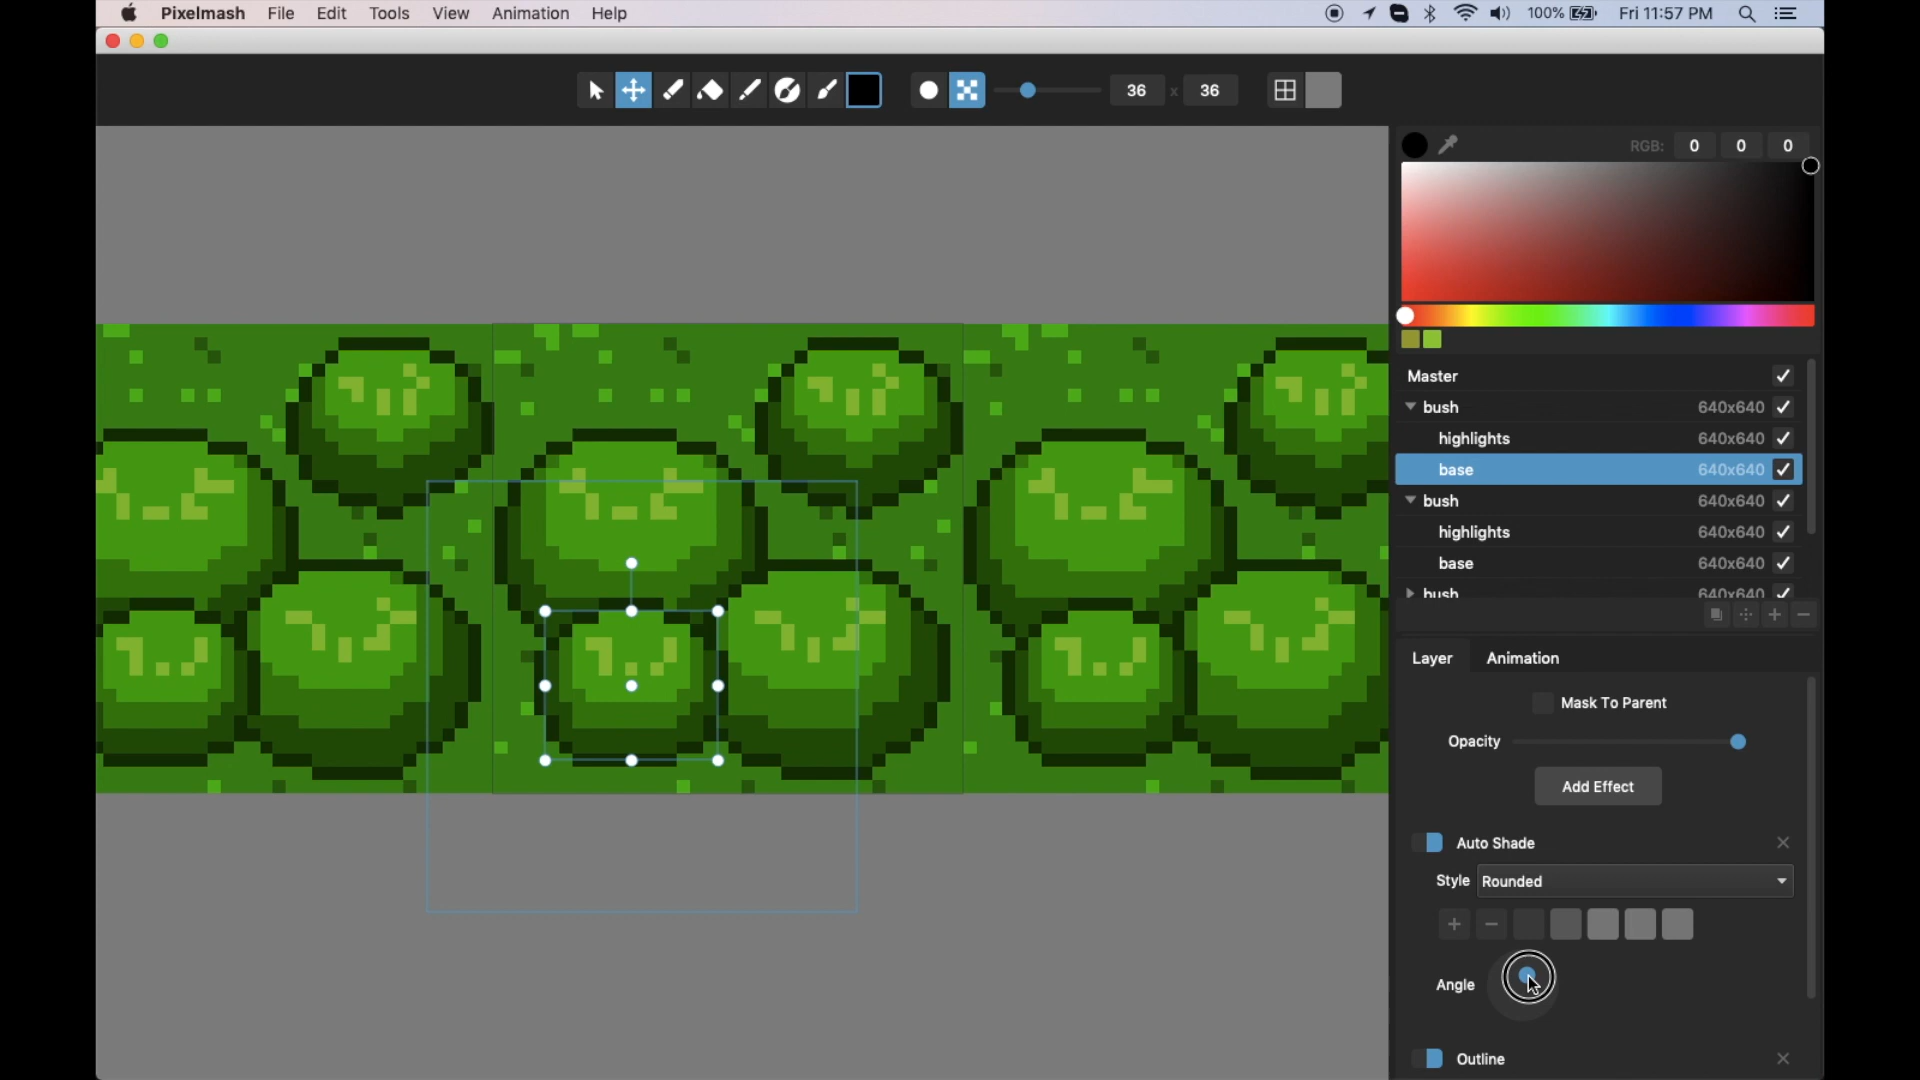 Pixelmash File Edit Tools View Animation Help 100% Fri 11:57 PM
36 x 36
RGB: 0 0 0
Master
bush 640x640
highlights 640x640
base 640x640
bush 640x640
highlights 640x640
base 640x640
bush 640x640
Layer Animation
Mask To Parent
Opacity
Add Effect
Auto Shade
Style Rounded
Angle
Outline